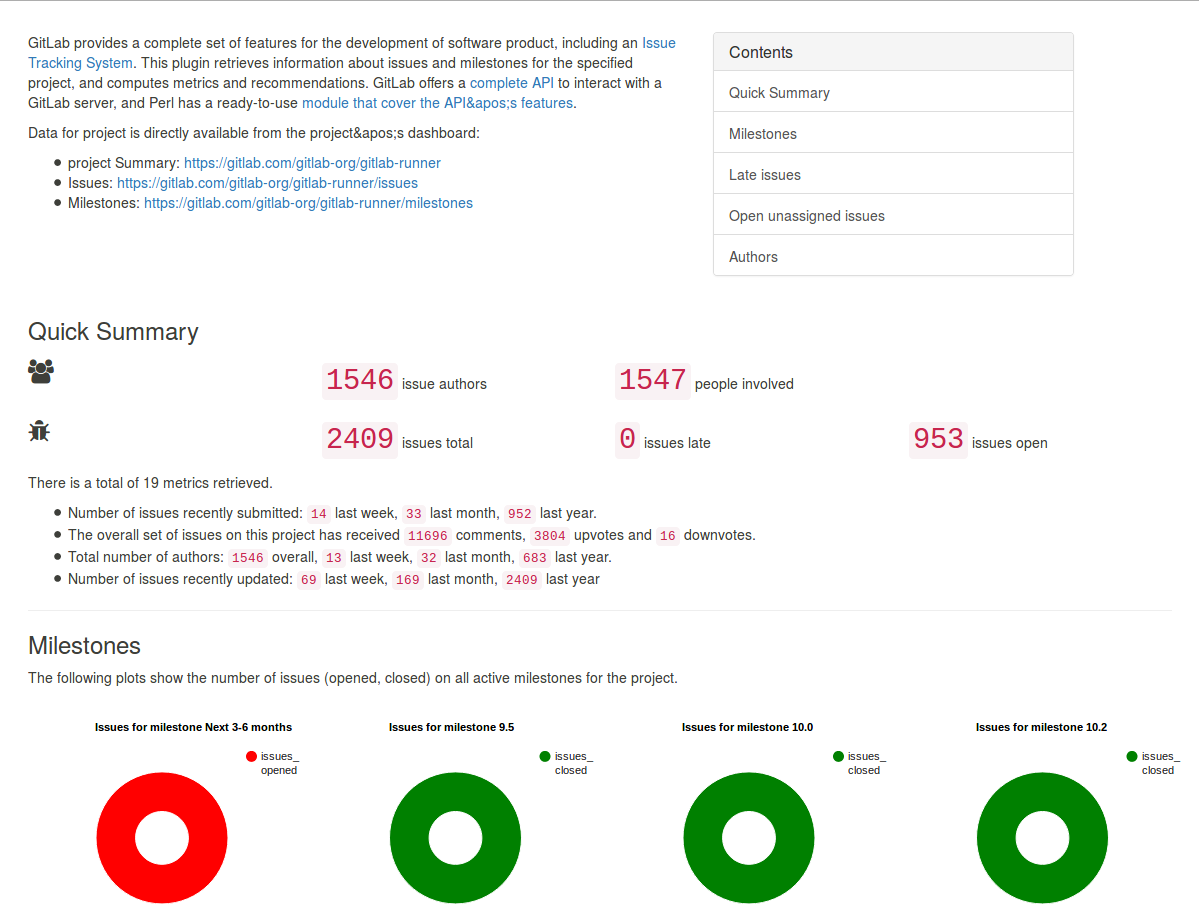 GitLab provides a complete set of features for the development of software product, including an Issue
Tracking System. This plugin retrieves information about issues and milestones for the specified
project, and computes metrics and recommendations. GitLab offers a complete API to interact with a
GitLab server, and Perl has a ready-to-use module that cover the API&apos;s features.
Data for project is directly available from the project&apos;s dashboard:
project Summary: https://gitlab.com/gitlab-org/gitlab-runner
Issues: https://gitlab.com/gitlab-org/gitlab-runner/issues
Milestones: https://gitlab.com/gitlab-org/gitlab-runner/milestones
Contents
Quick Summary
Milestones
Late issues
Open unassigned issues
Authors
Quick Summary
1546 issue authors
1547 people involved
2409 issues total
0 issues late
953 issues open
There is a total of 19 metrics retrieved.
Number of issues recently submitted: 14 last week, 33 last month, 952 last year.
The overall set of issues on this project has received 11696 comments, 3804 upvotes and 16 downvotes.
Total number of authors: 1546 overall, 13 last week, 32 last month, 683 last year.
Number of issues recently updated: 69 last week, 169 last month, 2409 last year
Milestones
The following plots show the number of issues (opened, closed) on all active milestones for the project.
Issues for milestone Next 3-6 months
issues_
opened
Issues for milestone 9.5
issues_
closed
Issues for milestone 10.0
issues_
closed
Issues for milestone 10.2
issues_
closed